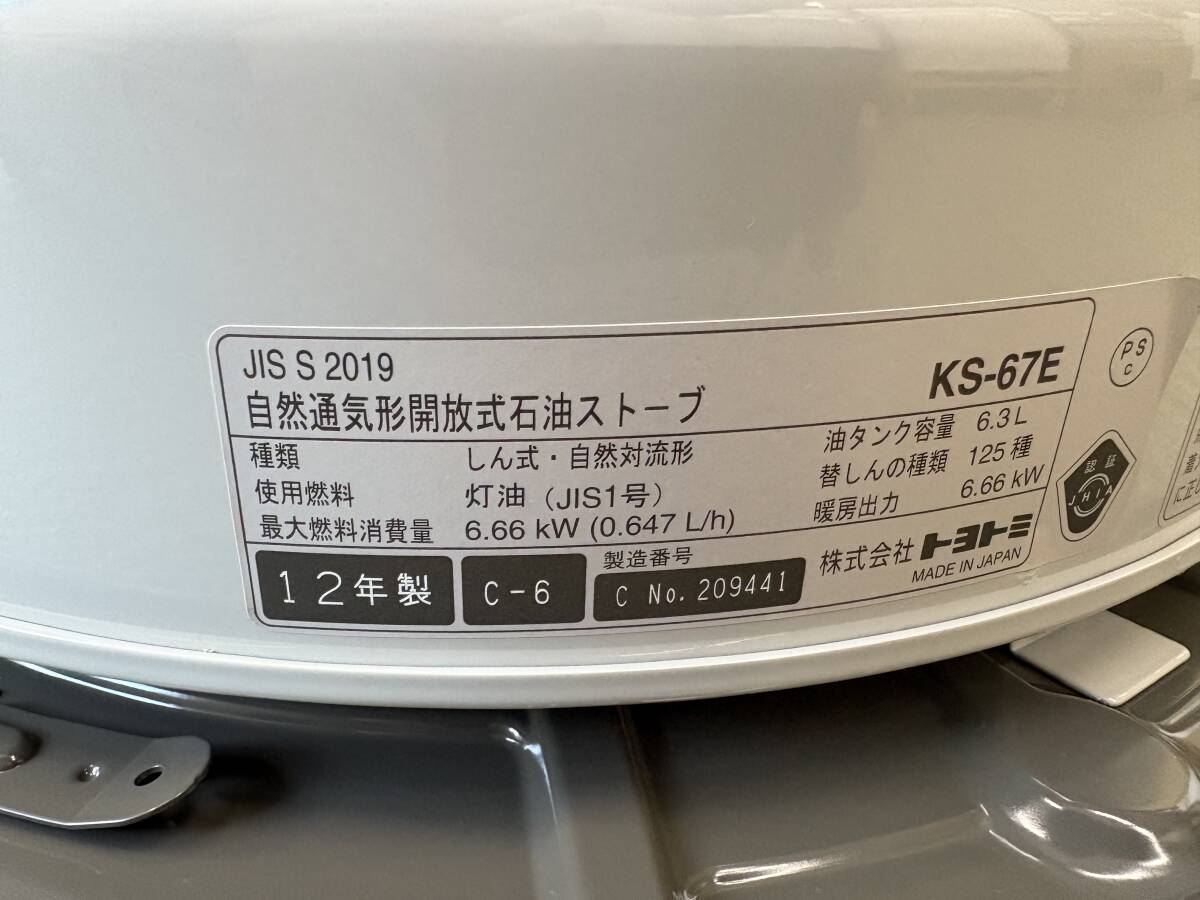 JIS S 2019
自然通気形開放式石油ストーブ KS-67E
種類 しん式・自然対流形 油タンク容量 6.3 L
使用燃料 灯油（JIS1号） 替しんの種類 125 種
最大燃料消費量 6.66 kW (0.647 L/h) 暖房出力 6.66 kW
12年製 C-6 製造番号 C No. 209441
株式会社 トヨトミ
MADE IN JAPAN
PS
C
認証
JHIA